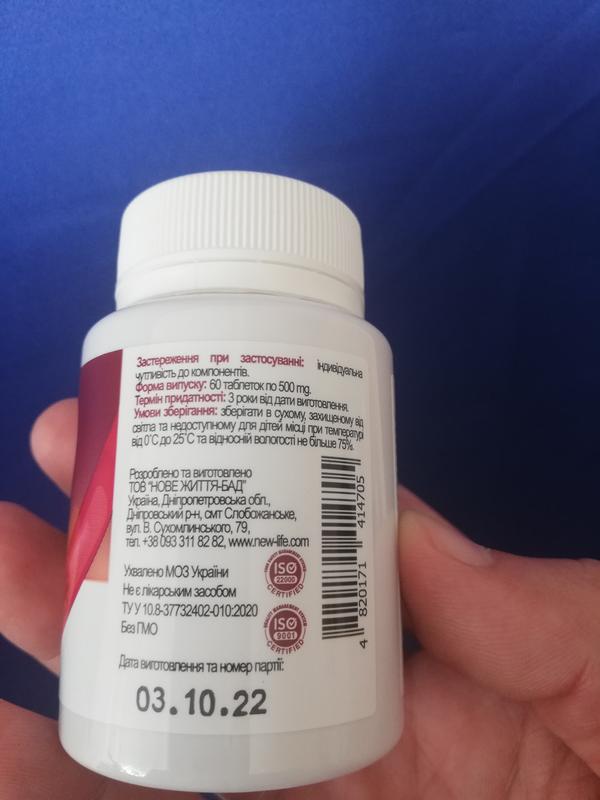 Застереження при застосуванні: індивідуальна
чутливість до компонентів.
Форма випуску: 60 таблеток по 500 mg.
Термін придатності: 3 роки від дати виготовлення.
Умови зберігання: зберігати в сухому, захищеному від
світла та недоступному для дітей місці при температурі
від 0˚С до 25˚С та відносній вологості не більше 75%.
Розроблено та виготовлено
ТОВ "НОВЕ ЖИТТЯ-БАД"
Україна, Дніпропетровська обл.,
Дніпровський р-н, смт Слобожанське,
вул. В. Сухомлинського, 79,
тел. +38 093 311 82 82, www.new-life.com
Ухвалено МОЗ України
Не є лікарським засобом
ТУ У 10.8-37732402-010:2020
Без ГМО
ISO
22000
CERTIFIED
QUALITY MANAGEMENT SYSTEM
ISO
9001
CERTIFIED
4 820171 414705
Дата виготовлення та номер партії:
03.10.22